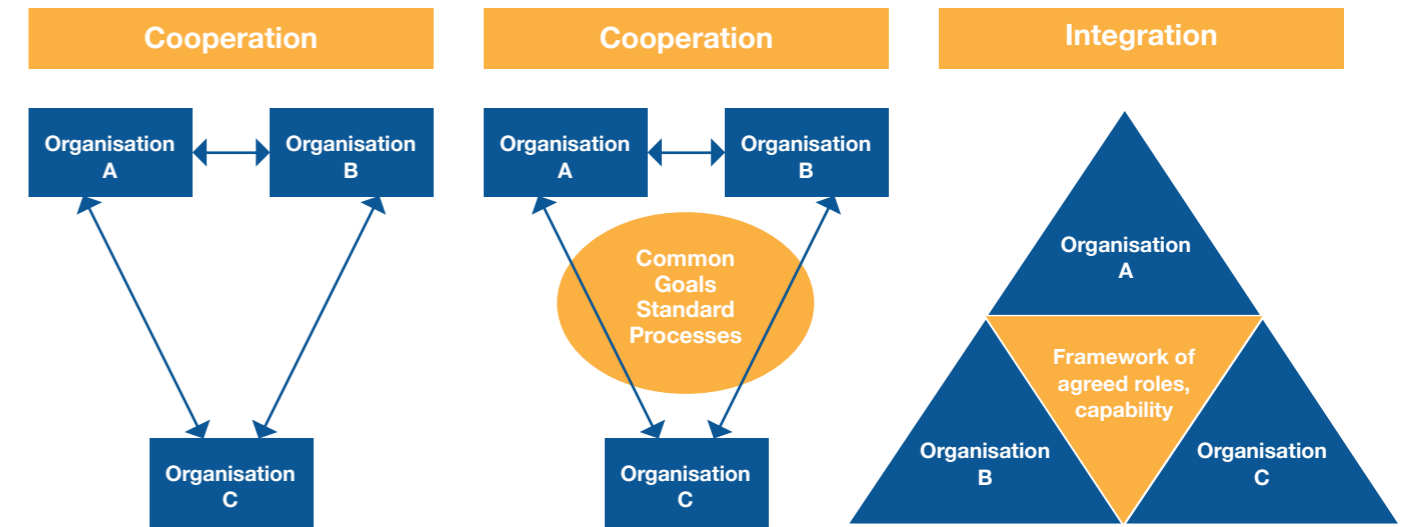 Cooperation
Organisation
A
Organisation
B
Organisation
C
Cooperation
Organisation
A
Organisation
B
Common
Goals
Standard
Processes
Organisation
C
Integration
Organisation
A
Framework of
agreed roles,
capability
Organisation
B
Organisation
C